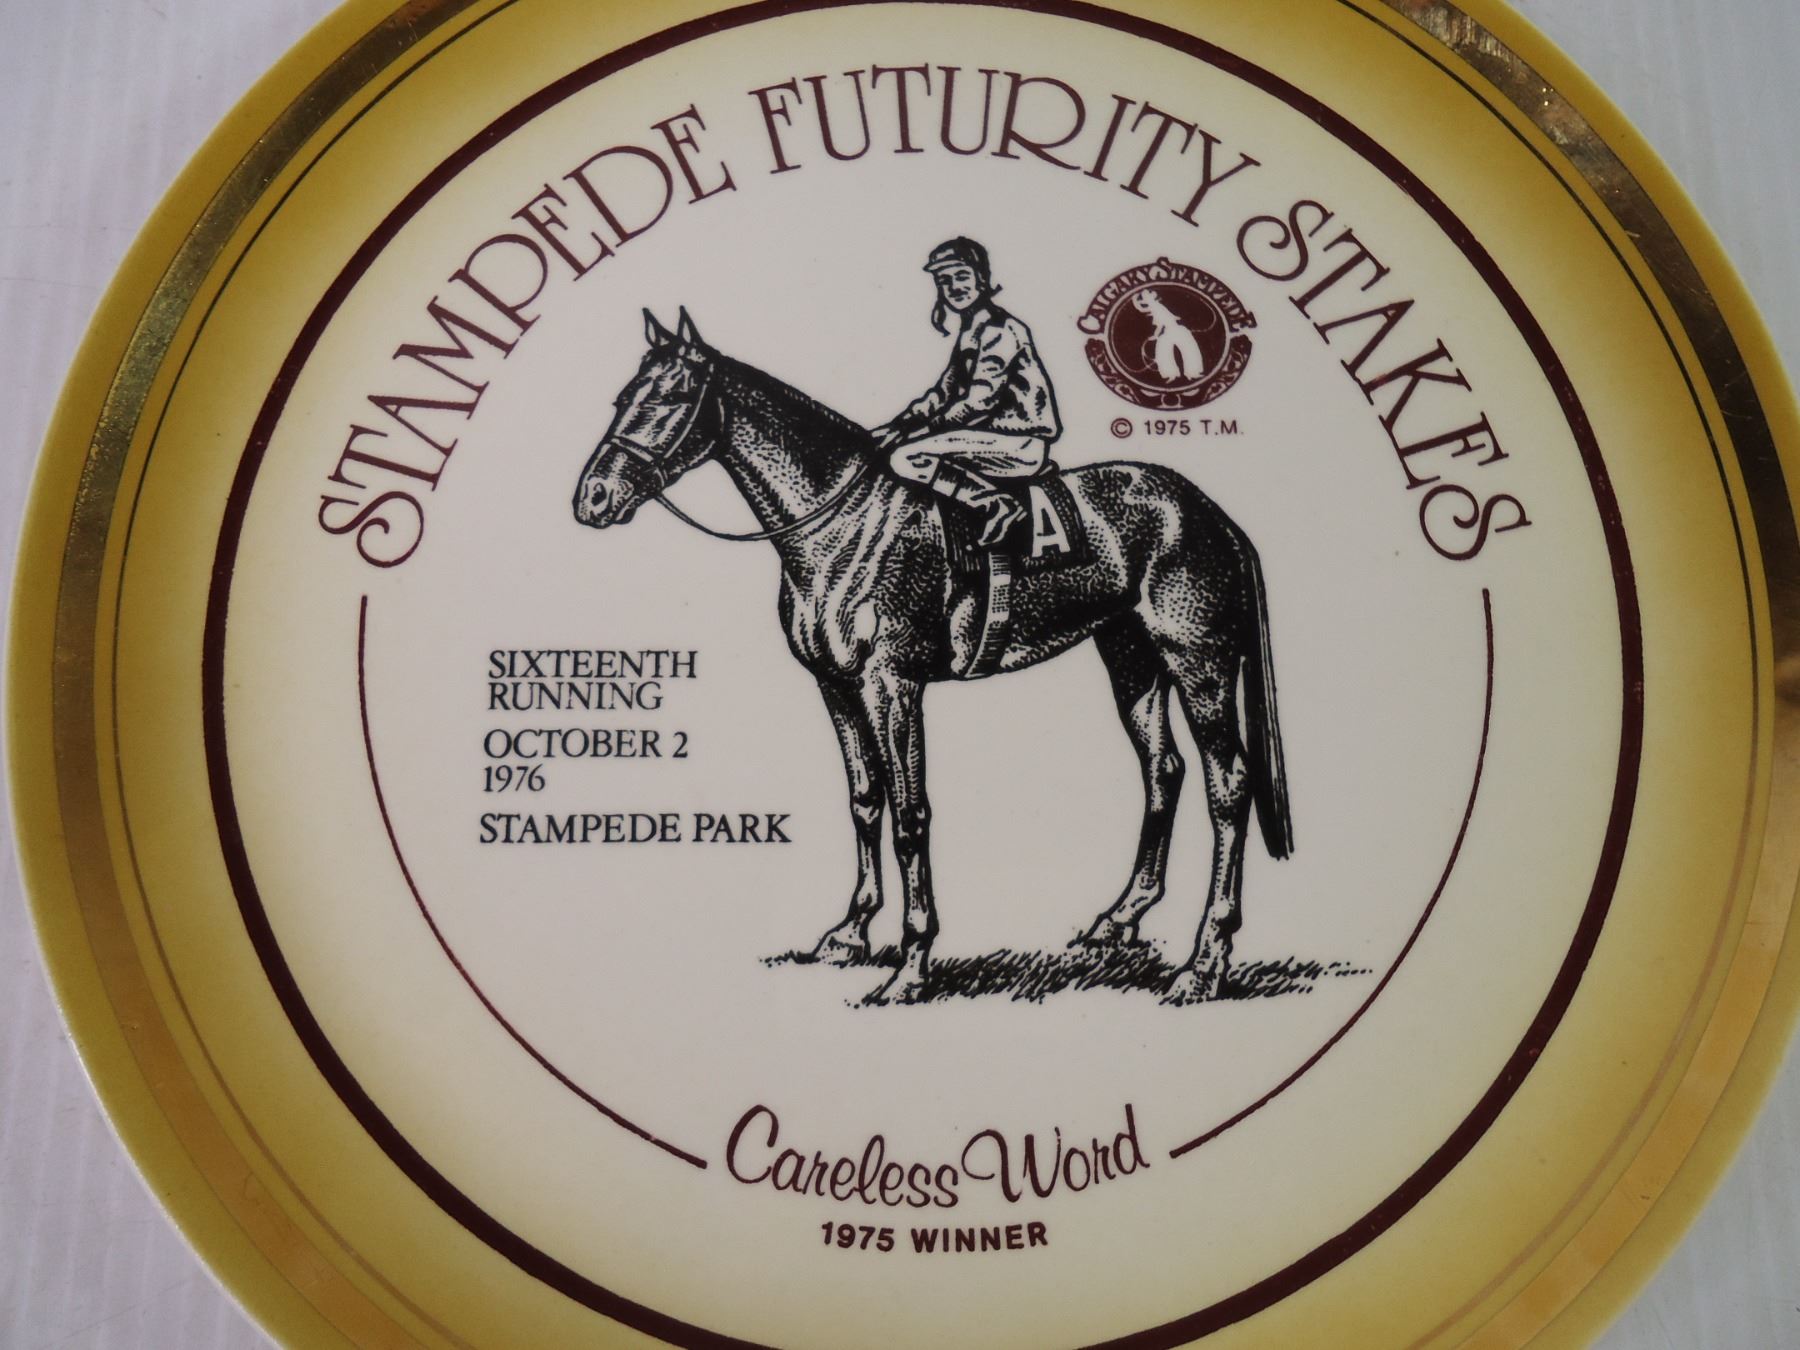 STAMPEDE FUTURITY STAKES
CALGARY STAMPEDE
© 1975 T.M.
A
SIXTEENTH
RUNNING
OCTOBER 2
1976
STAMPEDE PARK
Careless Word
1975 WINNER